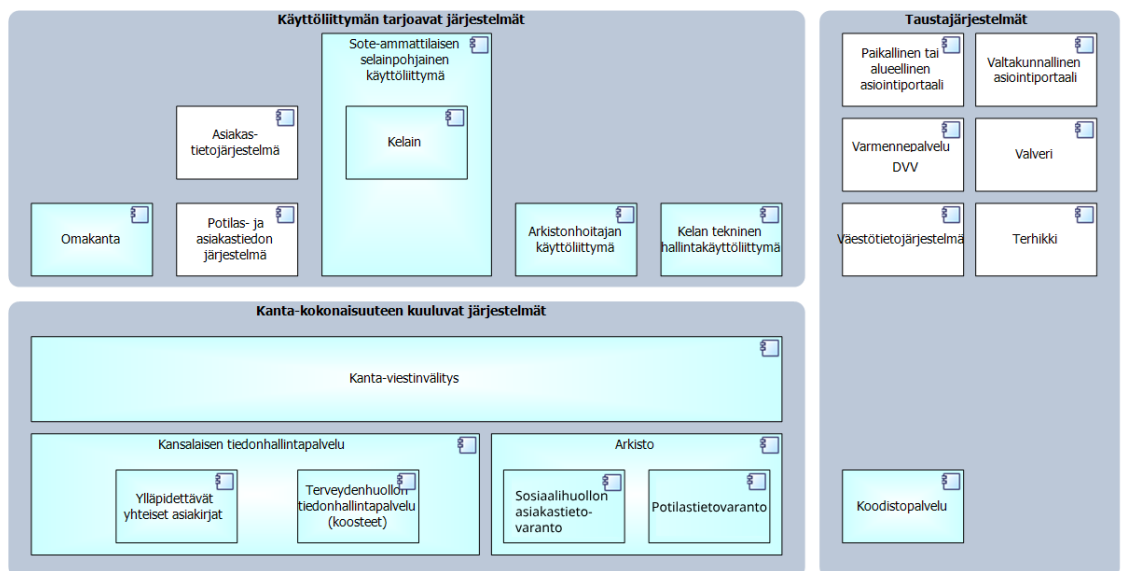 Käyttöliittymän tarjoavat järjestelmät
Sote-ammattilaisen
selainpohjainen
käyttöliittymä
Asiakas-
tietojärjestelmä
Kelain
Omakanta
Potilas- ja
asiakastiedon
järjestelmä
Arkistonhoitajan
käyttöliittymä
Kelan tekninen
hallintakäyttöliittymä
Taustajärjestelmät
Paikallinen tai
alueellinen
asiointiportaali
Valtakunnallinen
asiointiportaali
Varmennepalvelu
DVV
Valveri
Väestötietojärjestelmä
Terhikki
Koodistopalvelu
Kanta-kokonaisuuteen kuuluvat järjestelmät
Kanta-viestinvälitys
Kansalaisen tiedonhallintapalvelu
Ylläpidettävät
yhteiset asiakirjat
Terveydenhuollon
tiedonhallintapalvelu
(koosteet)
Arkisto
Sosiaalihuollon
asiakastieto-
varanto
Potilastietovaranto